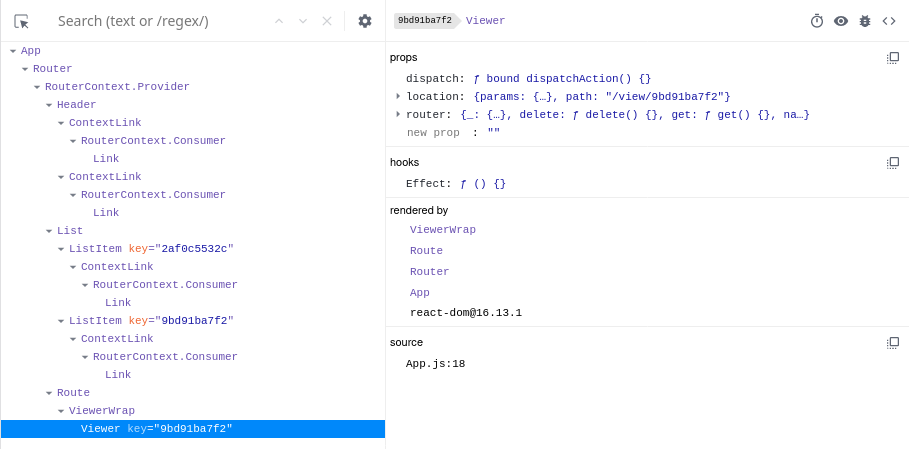 Search (text or /regex/)
App
Router
RouterContext.Provider
Header
ContextLink
RouterContext.Consumer
Link
ContextLink
RouterContext.Consumer
Link
List
ListItem key="2af0c5532c"
ContextLink
RouterContext.Consumer
Link
ListItem key="9bd91ba7f2"
ContextLink
RouterContext.Consumer
Link
Route
ViewerWrap
Viewer key="9bd91ba7f2"
9bd91ba7f2 Viewer
props
dispatch: ƒ bound dispatchAction() {}
location: {params: {…}, path: "/view/9bd91ba7f2"}
router: {_: {…}, delete: ƒ delete() {}, get: ƒ get() {}, na…}
new prop : ""
hooks
Effect: ƒ () {}
rendered by
ViewerWrap
Route
Router
App
react-dom@16.13.1
source
App.js:18